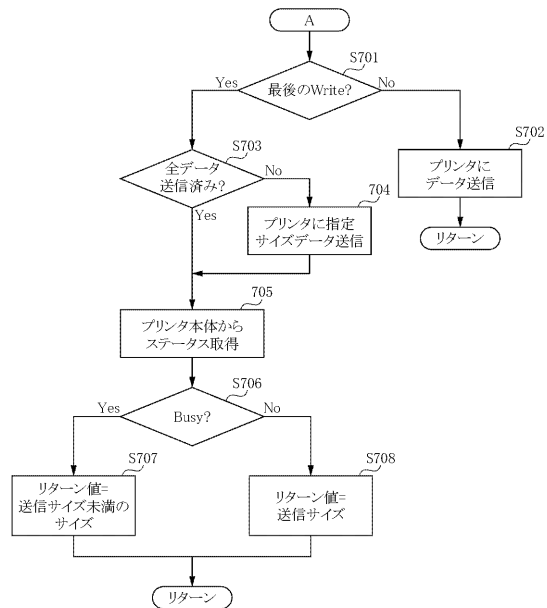 A
S701
最後のWrite?
Yes
No
S703
全データ
送信済み?
No
Yes
S702
プリンタに
データ送信
リターン
704
プリンタに指定
サイズデータ送信
705
プリンタ本体から
ステータス取得
S706
Busy?
Yes
No
S707
リターン値=
送信サイズ未満の
サイズ
S708
リターン値=
送信サイズ
リターン